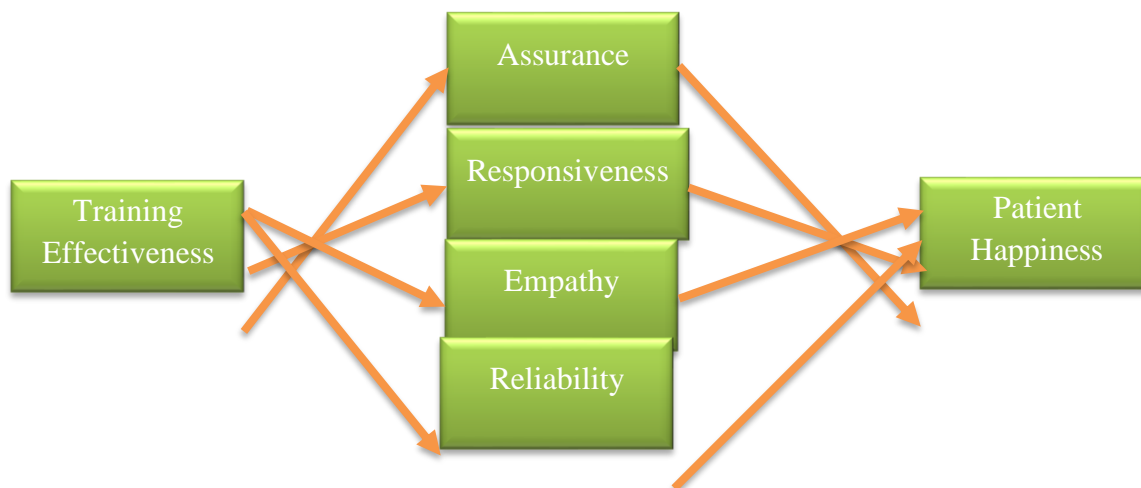 Assurance
Responsiveness
Training
Effectiveness
Patient
Happiness
Empathy
Reliability